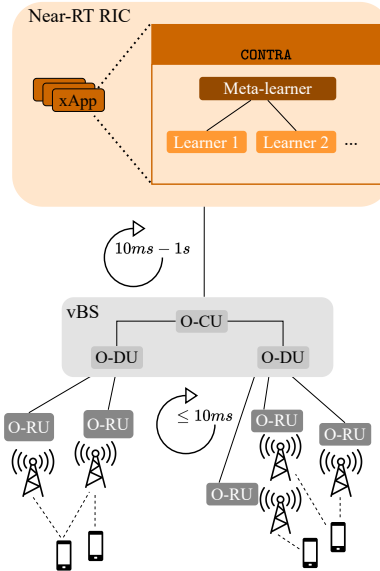 Near-RT RIC
CONTRA
xApp
Meta-learner
Learner 1
Learner 2
...
10ms − 1s
vBS
O-CU
O-DU
O-DU
≤ 10ms
O-RU
O-RU
O-RU
O-RU
O-RU